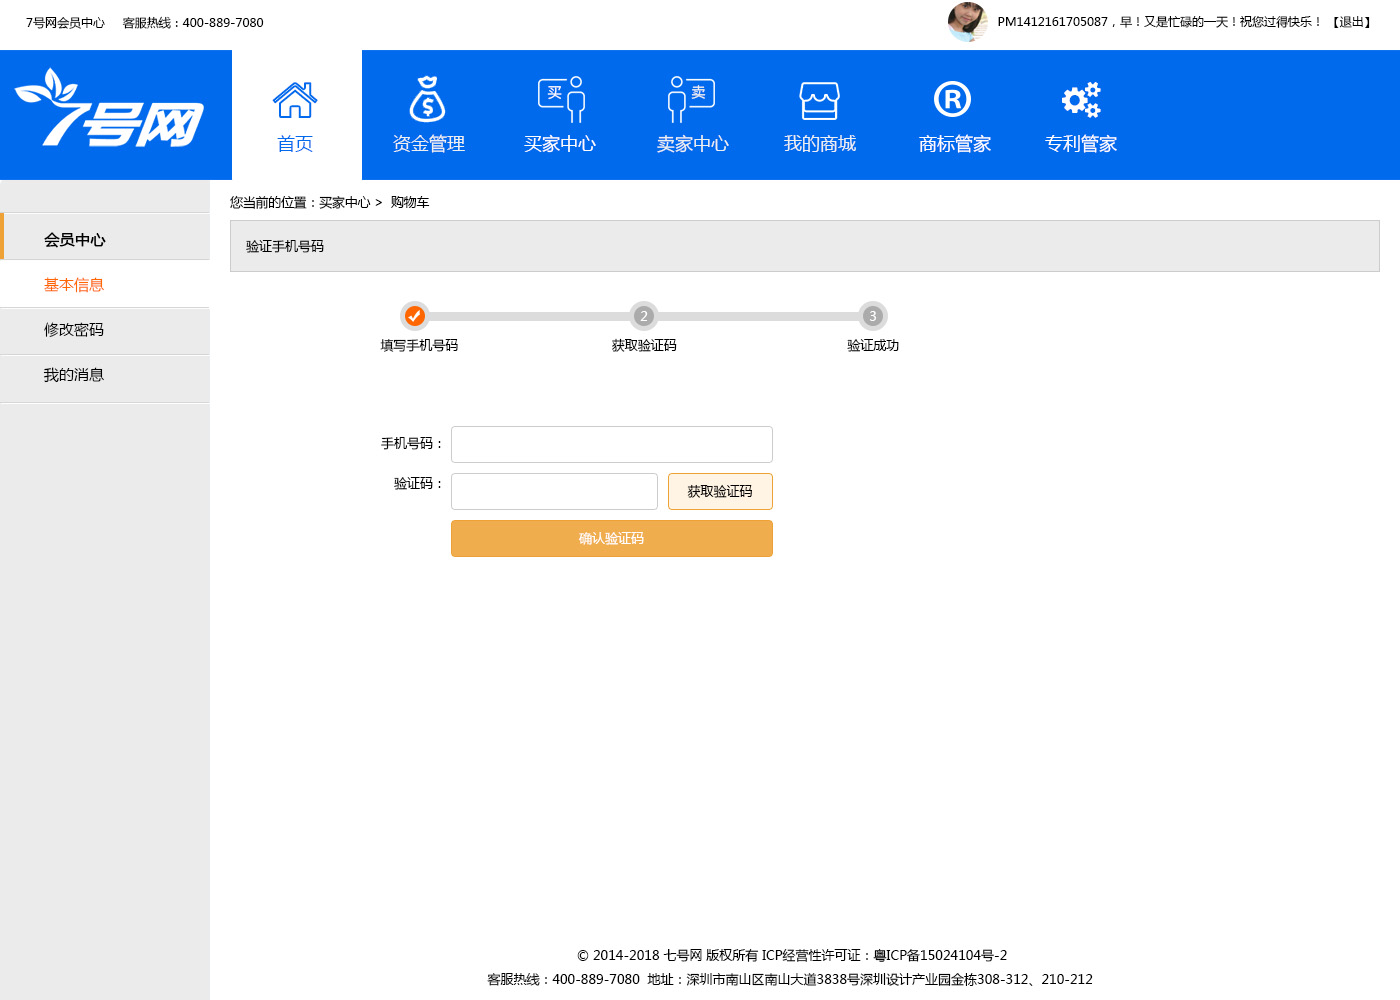 7号网会员中心 客服热线：400-889-7080
PM1412161705087，早！又是忙碌的一天！祝您过得快乐！ 【退出】
7号网
买
卖
R
首页 资金管理 买家中心 卖家中心 我的商城 商标管家 专利管家
您当前的位置：买家中心 > 购物车
会员中心
基本信息
修改密码
我的消息
验证手机号码
2 3
填写手机号码 获取验证码 验证成功
手机号码：
验证码： 获取验证码
确认验证码
© 2014-2018 七号网 版权所有 ICP经营性许可证：粤ICP备15024104号-2
客服热线：400-889-7080 地址：深圳市南山区南山大道3838号深圳设计产业园金栋308-312、210-212